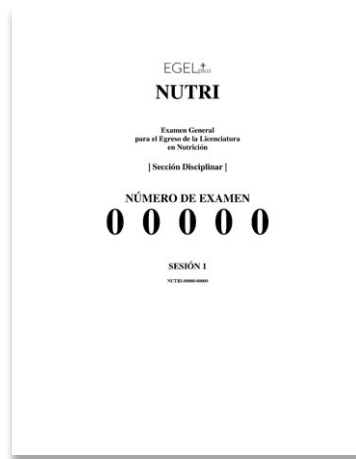 EGEL plus
NUTRI
Examen General
para el Egreso de la Licenciatura
en Nutrición
| Sección Disciplinar |
NÚMERO DE EXAMEN
0 0 0 0 0
SESIÓN 1
NUTRI-00000-00000